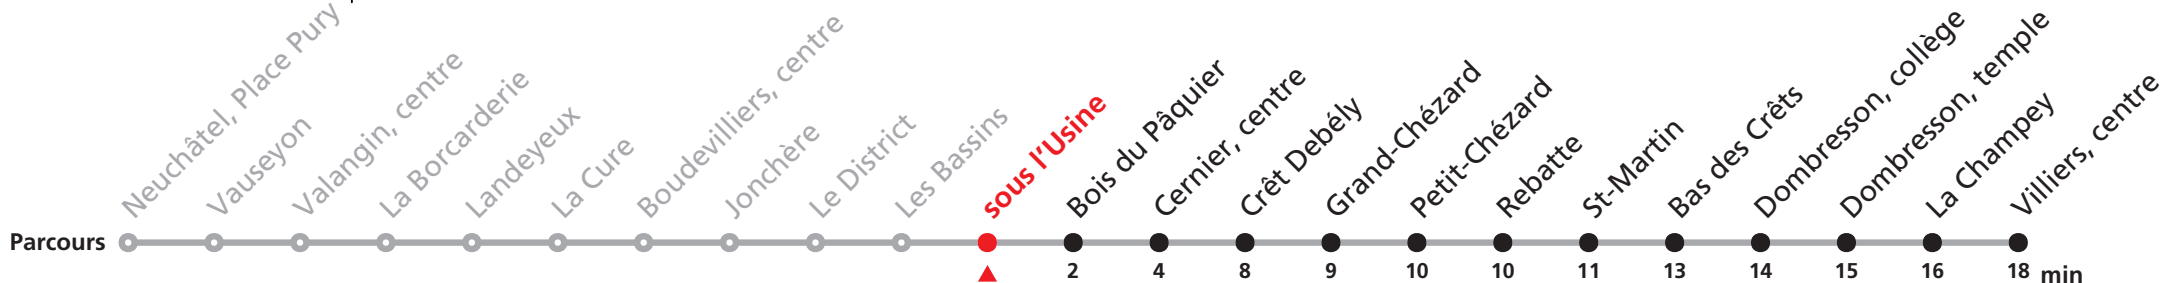 Neuchâtel, Place Pury
Vauseyon
Valangin, centre
La Borcarderie
Landeyeux
La Cure
Boudevilliers, centre
Jonchère
Le District
Les Bassins
sous l'Usine
Bois du Pâquier
Cernier, centre
Crêt Debély
Grand-Chézard
Petit-Chézard
Rebatte
St-Martin
Bas des Crêts
Dombresson, collège
Dombresson, temple
La Champey
Villiers, centre
Parcours
2 4 8 9 10 10 11 13 14 15 16 18 min